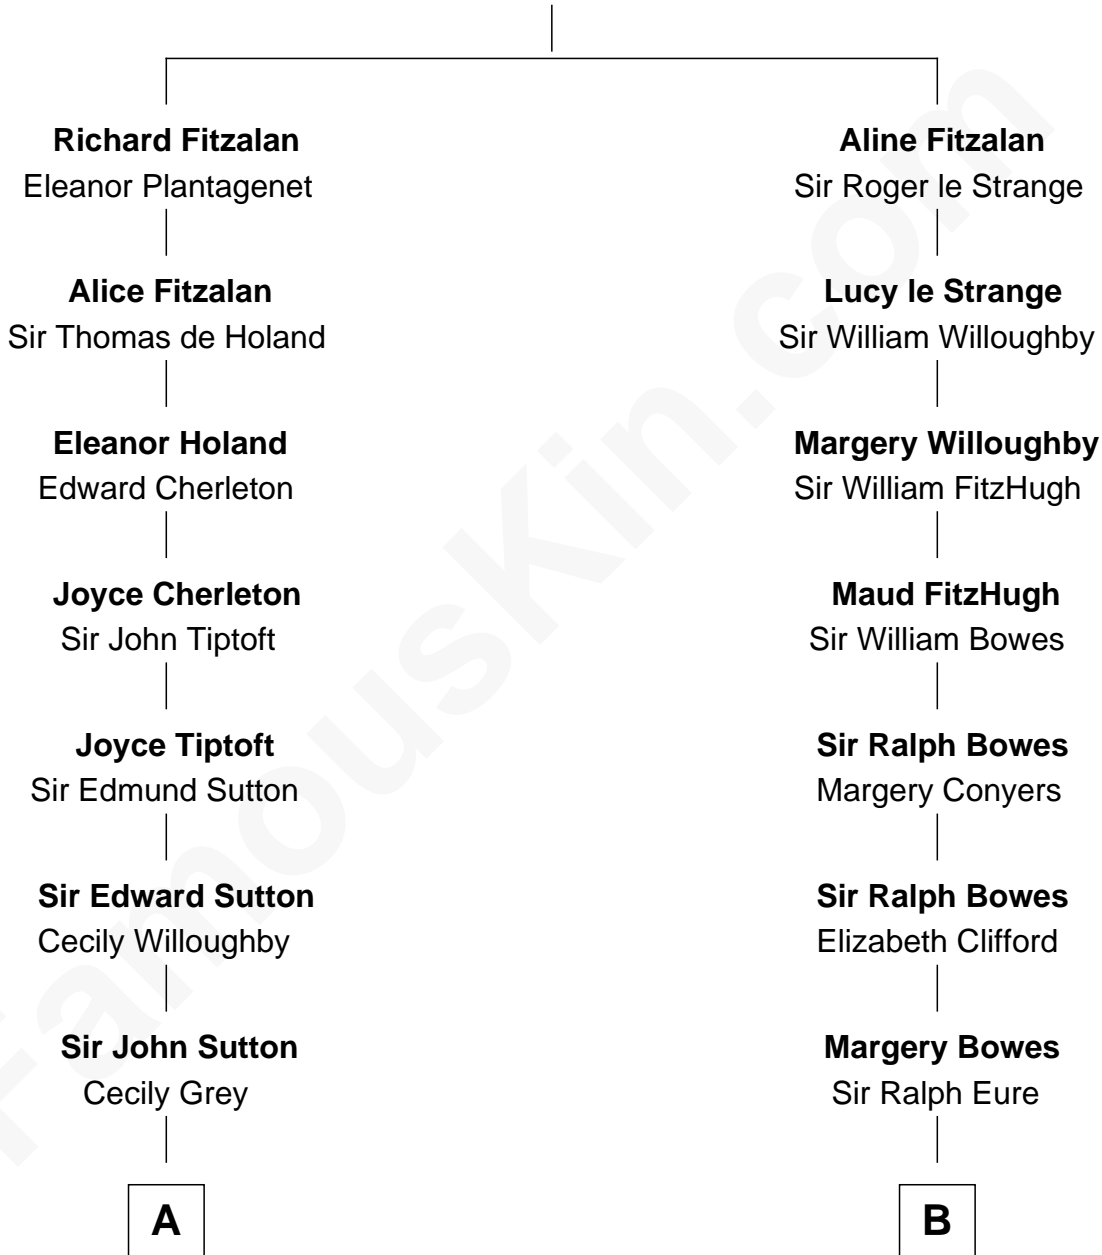 Richard Fitzalan
Eleanor Plantagenet
Alice Fitzalan
Sir Thomas de Holand
Eleanor Holand
Edward Cherleton
Joyce Cherleton
Sir John Tiptoft
Joyce Tiptoft
Sir Edmund Sutton
Sir Edward Sutton
Cecily Willoughby
Sir John Sutton
Cecily Grey
A
Aline Fitzalan
Sir Roger le Strange
Lucy le Strange
Sir William Willoughby
Margery Willoughby
Sir William FitzHugh
Maud FitzHugh
Sir William Bowes
Sir Ralph Bowes
Margery Conyers
Sir Ralph Bowes
Elizabeth Clifford
Margery Bowes
Sir Ralph Eure
B
FamousKin.com